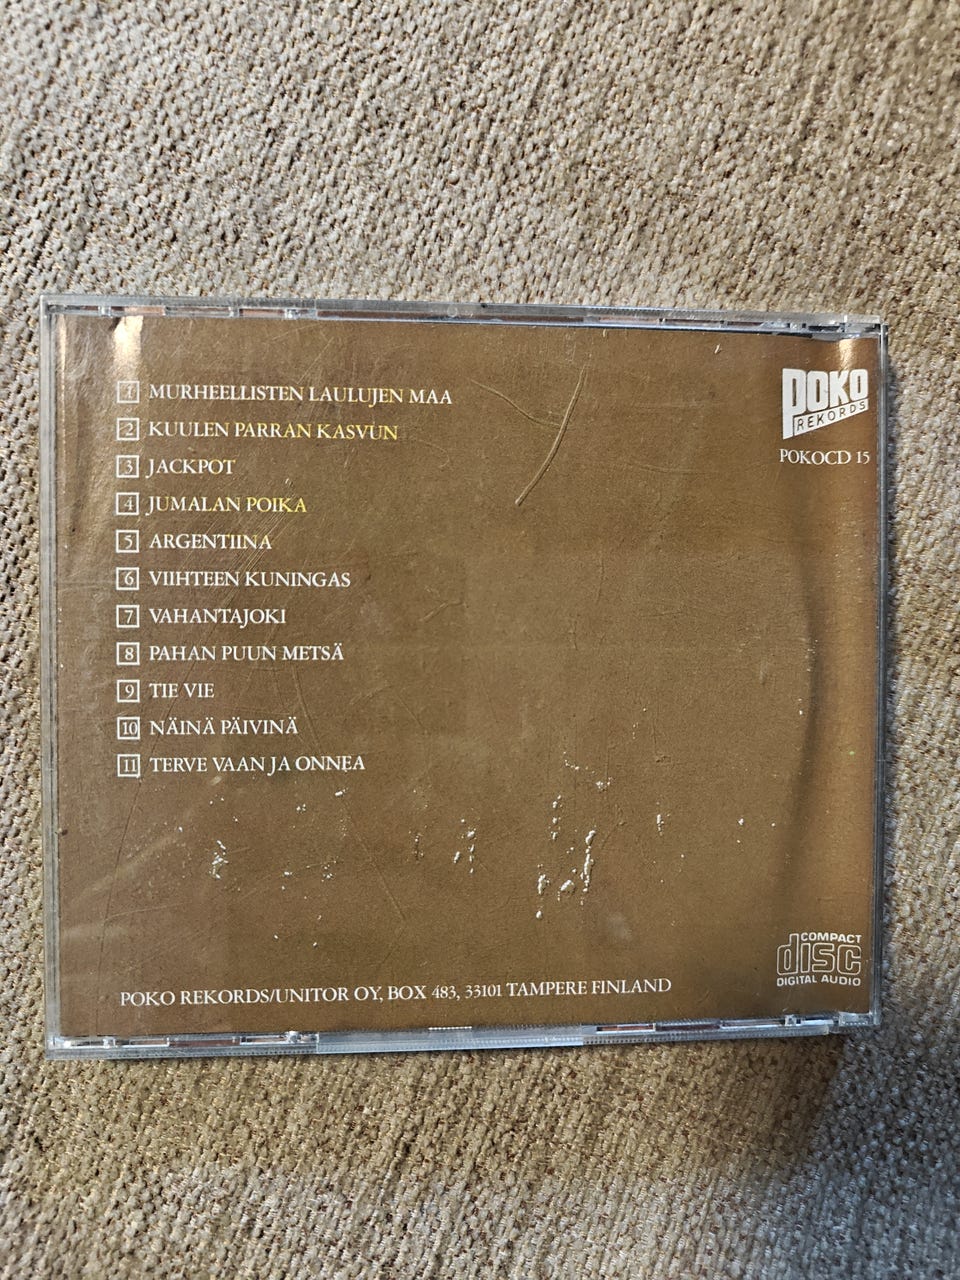 1 MURHEELLISTEN LAULUJEN MAA
2 KUULEN PARRAN KASVUN
3 JACKPOT
4 JUMALAN POIKA
5 ARGENTIINA
6 VIIHTEEN KUNINGAS
7 VAHANTAJOKI
8 PAHAN PUUN METSÄ
9 TIE VIE
10 NÄINÄ PÄIVINÄ
11 TERVE VAAN JA ONNEA
POKO
REKORDS
POKOCD 15
COMPACT
disc
DIGITAL AUDIO
POKO REKORDS/UNITOR OY, BOX 483, 33101 TAMPERE FINLAND